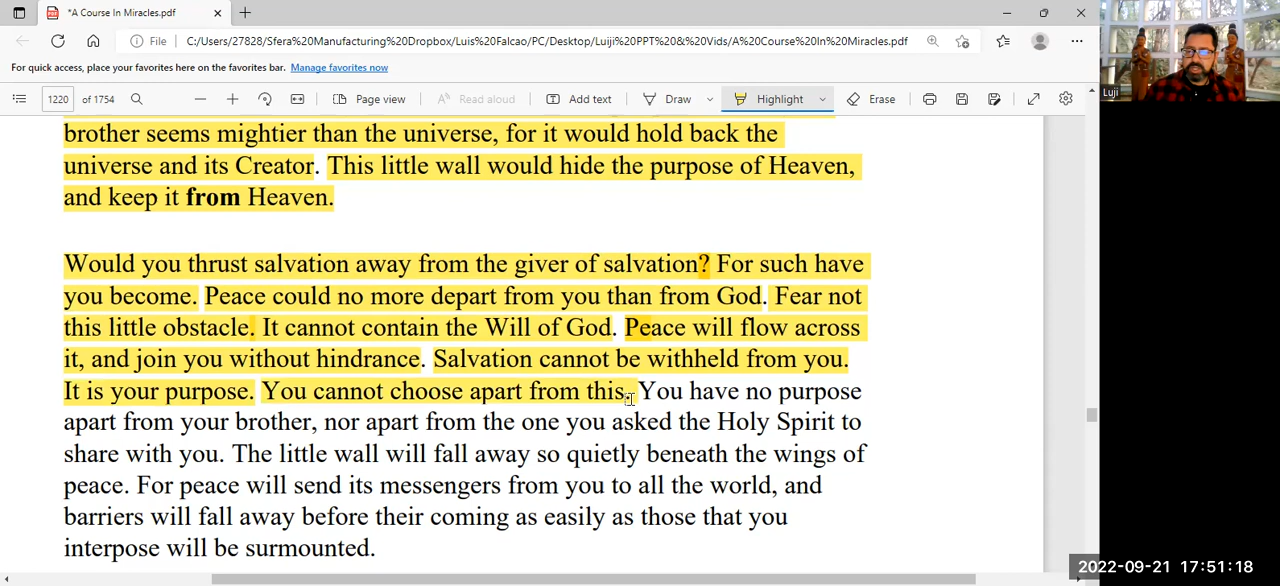 *A Course In Miracles.pdf
File C:/Users/27828/Sfera%20Manufacturing%20Dropbox/Luis%20Falcao/PC/Desktop/Luiji%20PPT%20&%20Vids/A%20Course%20In%20Miracles.pdf
For quick access, place your favorites here on the favorites bar. Manage favorites now
1220 of 1754 Page view Read aloud Add text Draw Highlight Erase
Luji
brother seems mightier than the universe, for it would hold back the
universe and its Creator. This little wall would hide the purpose of Heaven,
and keep it from Heaven.
Would you thrust salvation away from the giver of salvation? For such have
you become. Peace could no more depart from you than from God. Fear not
this little obstacle. It cannot contain the Will of God. Peace will flow across
it, and join you without hindrance. Salvation cannot be withheld from you.
It is your purpose. You cannot choose apart from this. You have no purpose
apart from your brother, nor apart from the one you asked the Holy Spirit to
share with you. The little wall will fall away so quietly beneath the wings of
peace. For peace will send its messengers from you to all the world, and
barriers will fall away before their coming as easily as those that you
interpose will be surmounted.
2022-09-21 17:51:18